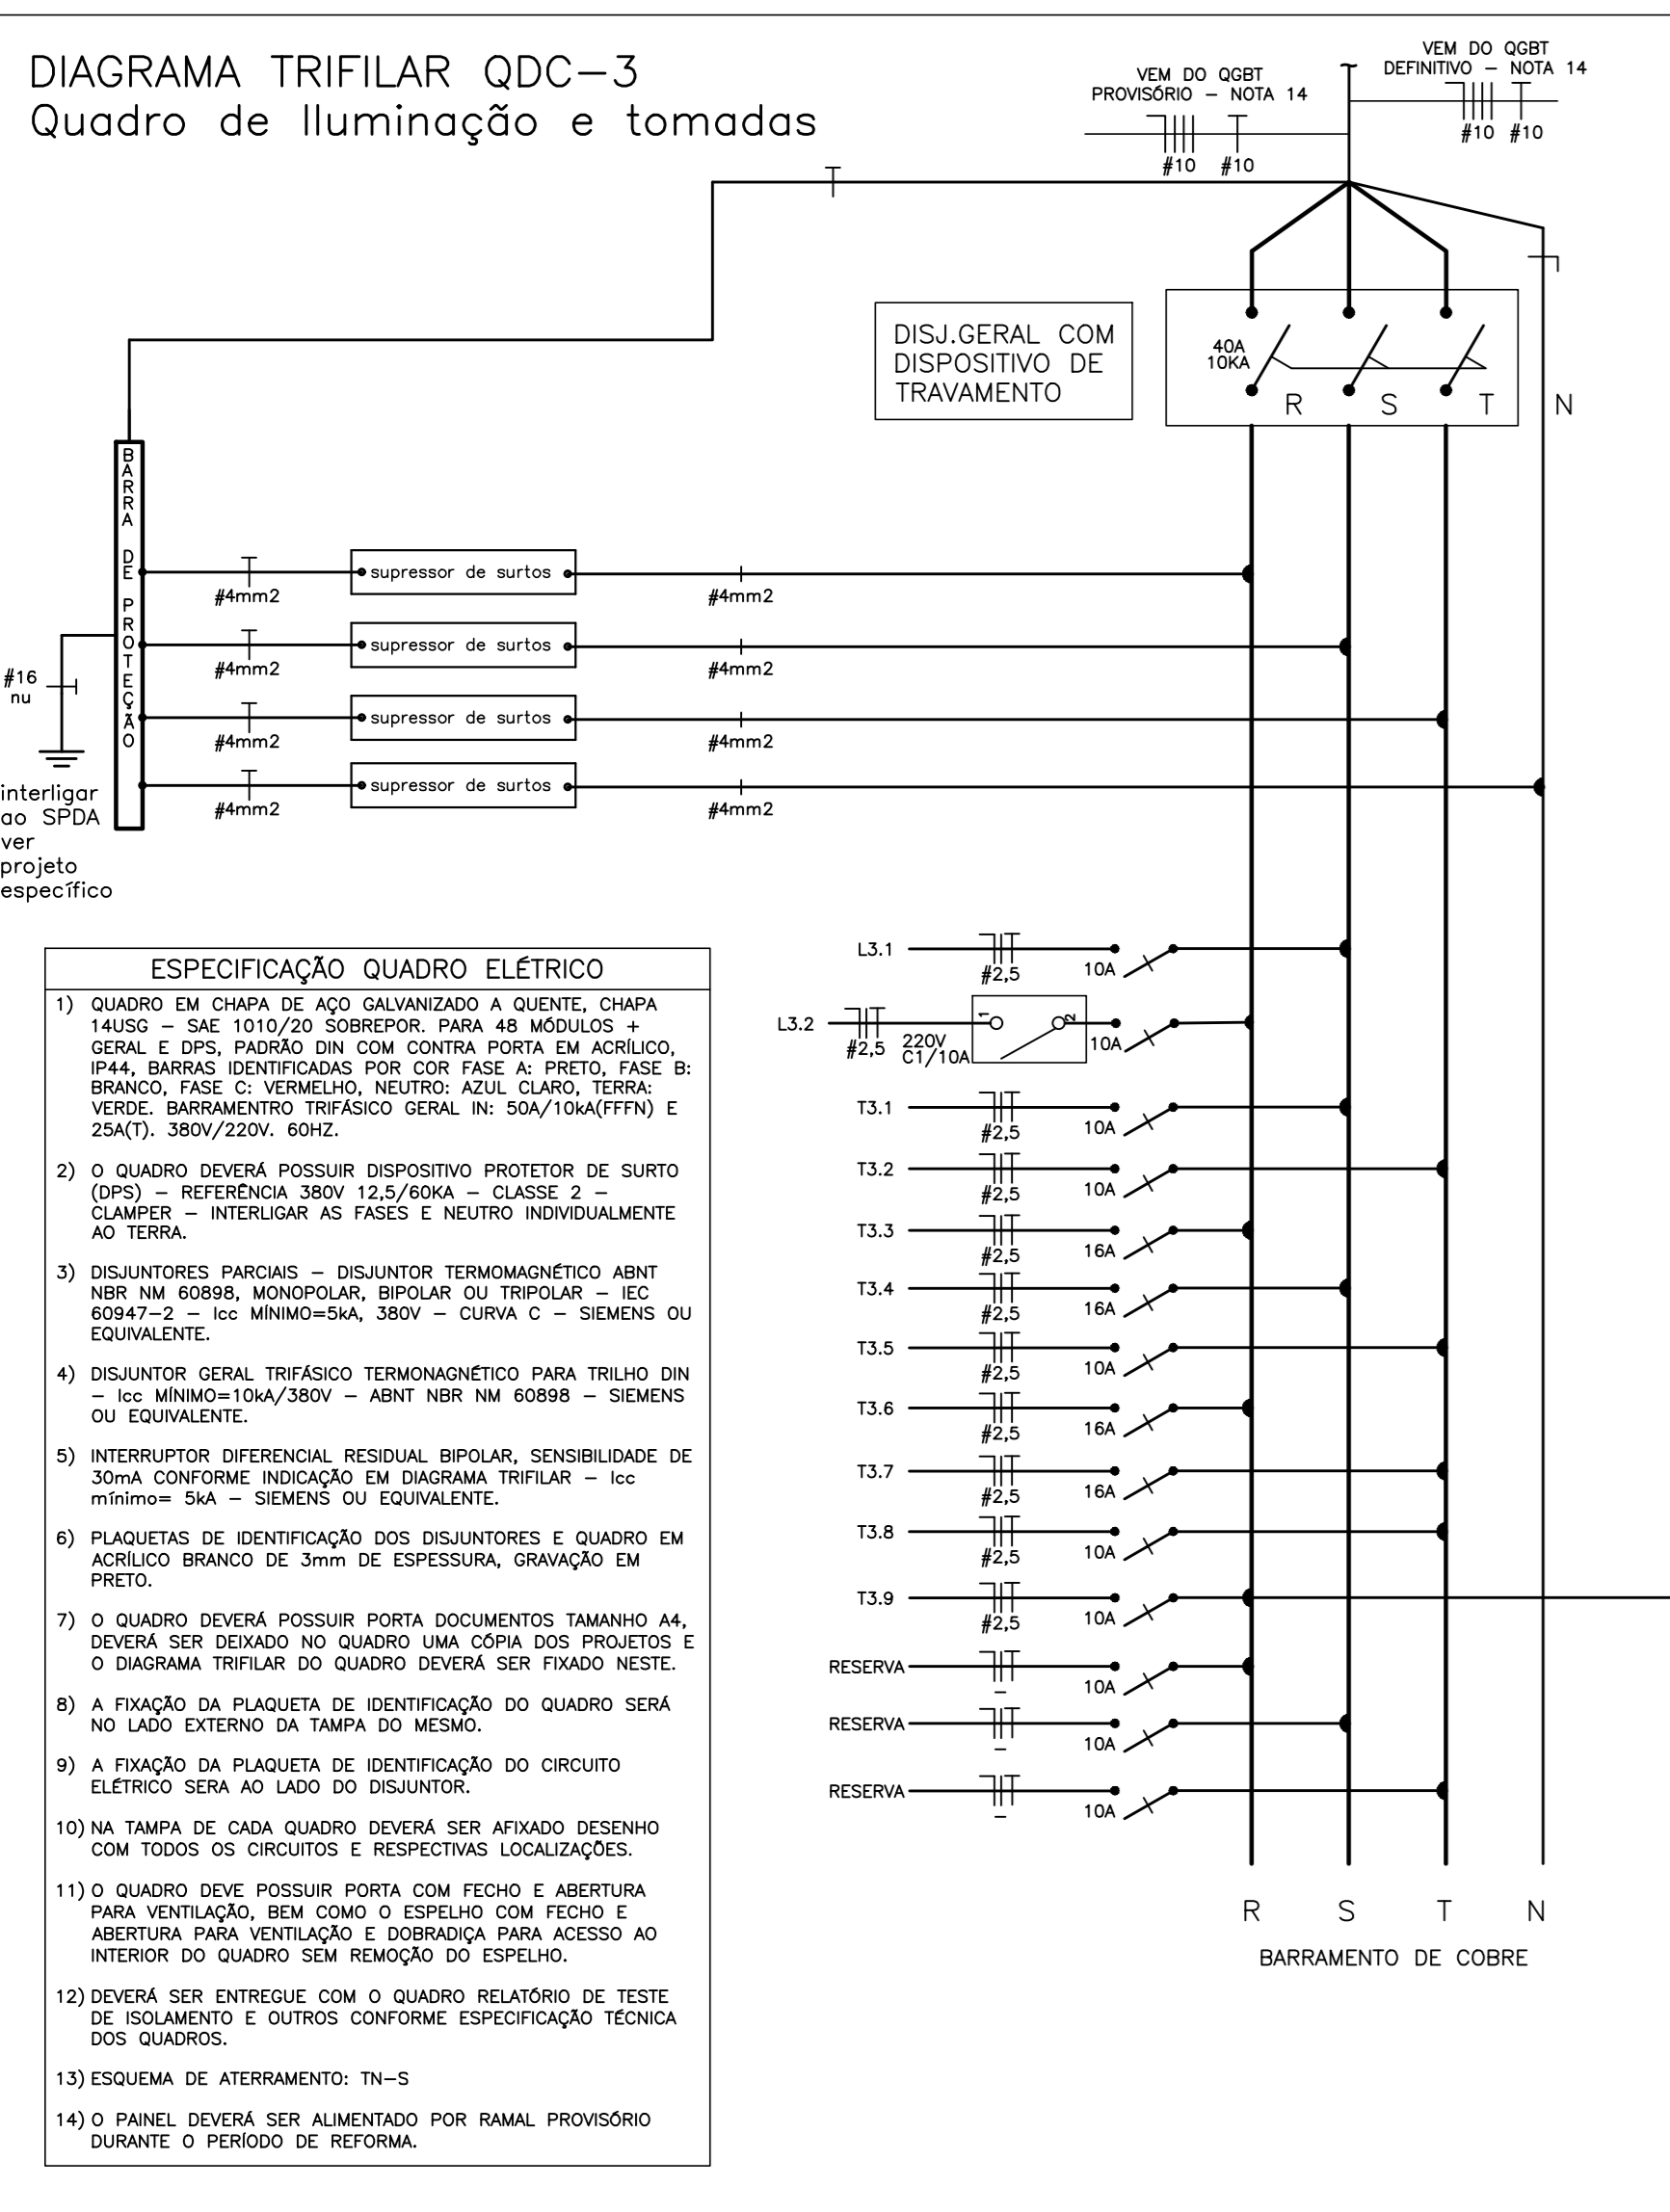 DIAGRAMA TRIFILAR QDC-3
Quadro de Iluminação e tomadas
VEM DO QGBT
PROVISÓRIO - NOTA 14
#10 #10
VEM DO QGBT
DEFINITIVO - NOTA 14
#10 #10
DISJ.GERAL COM
DISPOSITIVO DE
TRAVAMENTO
40A
10KA
R S T N
BARRA DE PROTEÇÃO
supressor de surtos
#4mm2 #4mm2
supressor de surtos
#4mm2 #4mm2
supressor de surtos
#4mm2 #4mm2
supressor de surtos
#4mm2 #4mm2
#16
nu
interligar
ao SPDA
ver
projeto
específico
ESPECIFICAÇÃO QUADRO ELÉTRICO
1) QUADRO EM CHAPA DE AÇO GALVANIZADO A QUENTE, CHAPA
14USG - SAE 1010/20 SOBREPOR. PARA 48 MÓDULOS +
GERAL E DPS, PADRÃO DIN COM CONTRA PORTA EM ACRÍLICO,
IP44, BARRAS IDENTIFICADAS POR COR FASE A: PRETO, FASE B:
BRANCO, FASE C: VERMELHO, NEUTRO: AZUL CLARO, TERRA:
VERDE. BARRAMENTRO TRIFÁSICO GERAL IN: 50A/10kA(FFFN) E
25A(T). 380V/220V. 60HZ.
2) O QUADRO DEVERÁ POSSUIR DISPOSITIVO PROTETOR DE SURTO
(DPS) - REFERÊNCIA 380V 12,5/60KA - CLASSE 2 -
CLAMPER - INTERLIGAR AS FASES E NEUTRO INDIVIDUALMENTE
AO TERRA.
3) DISJUNTORES PARCIAIS - DISJUNTOR TERMOMAGNÉTICO ABNT
NBR NM 60898, MONOPOLAR, BIPOLAR OU TRIPOLAR - IEC
60947-2 - Icc MÍNIMO=5kA, 380V - CURVA C - SIEMENS OU
EQUIVALENTE.
4) DISJUNTOR GERAL TRIFÁSICO TERMONAGNÉTICO PARA TRILHO DIN
- Icc MÍNIMO=10kA/380V - ABNT NBR NM 60898 - SIEMENS
OU EQUIVALENTE.
5) INTERRUPTOR DIFERENCIAL RESIDUAL BIPOLAR, SENSIBILIDADE DE
30mA CONFORME INDICAÇÃO EM DIAGRAMA TRIFILAR - Icc
mínimo= 5kA - SIEMENS OU EQUIVALENTE.
6) PLAQUETAS DE IDENTIFICAÇÃO DOS DISJUNTORES E QUADRO EM
ACRÍLICO BRANCO DE 3mm DE ESPESSURA, GRAVAÇÃO EM
PRETO.
7) O QUADRO DEVERÁ POSSUIR PORTA DOCUMENTOS TAMANHO A4,
DEVERÁ SER DEIXADO NO QUADRO UMA CÓPIA DOS PROJETOS E
O DIAGRAMA TRIFILAR DO QUADRO DEVERÁ SER FIXADO NESTE.
8) A FIXAÇÃO DA PLAQUETA DE IDENTIFICAÇÃO DO QUADRO SERÁ
NO LADO EXTERNO DA TAMPA DO MESMO.
9) A FIXAÇÃO DA PLAQUETA DE IDENTIFICAÇÃO DO CIRCUITO
ELÉTRICO SERA AO LADO DO DISJUNTOR.
10) NA TAMPA DE CADA QUADRO DEVERÁ SER AFIXADO DESENHO
COM TODOS OS CIRCUITOS E RESPECTIVAS LOCALIZAÇÕES.
11) O QUADRO DEVE POSSUIR PORTA COM FECHO E ABERTURA
PARA VENTILAÇÃO, BEM COMO O ESPELHO COM FECHO E
ABERTURA PARA VENTILAÇÃO E DOBRADIÇA PARA ACESSO AO
INTERIOR DO QUADRO SEM REMOÇÃO DO ESPELHO.
12) DEVERÁ SER ENTREGUE COM O QUADRO RELATÓRIO DE TESTE
DE ISOLAMENTO E OUTROS CONFORME ESPECIFICAÇÃO TÉCNICA
DOS QUADROS.
13) ESQUEMA DE ATERRAMENTO: TN-S
14) O PAINEL DEVERÁ SER ALIMENTADO POR RAMAL PROVISÓRIO
DURANTE O PERÍODO DE REFORMA.
L3.1 #2,5 10A
L3.2 #2,5 220V
C1/10A 1 2 10A
T3.1 #2,5 10A
T3.2 #2,5 10A
T3.3 #2,5 16A
T3.4 #2,5 16A
T3.5 #2,5 10A
T3.6 #2,5 16A
T3.7 #2,5 16A
T3.8 #2,5 10A
T3.9 #2,5 10A
RESERVA - 10A
RESERVA - 10A
RESERVA - 10A
R S T N
BARRAMENTO DE COBRE